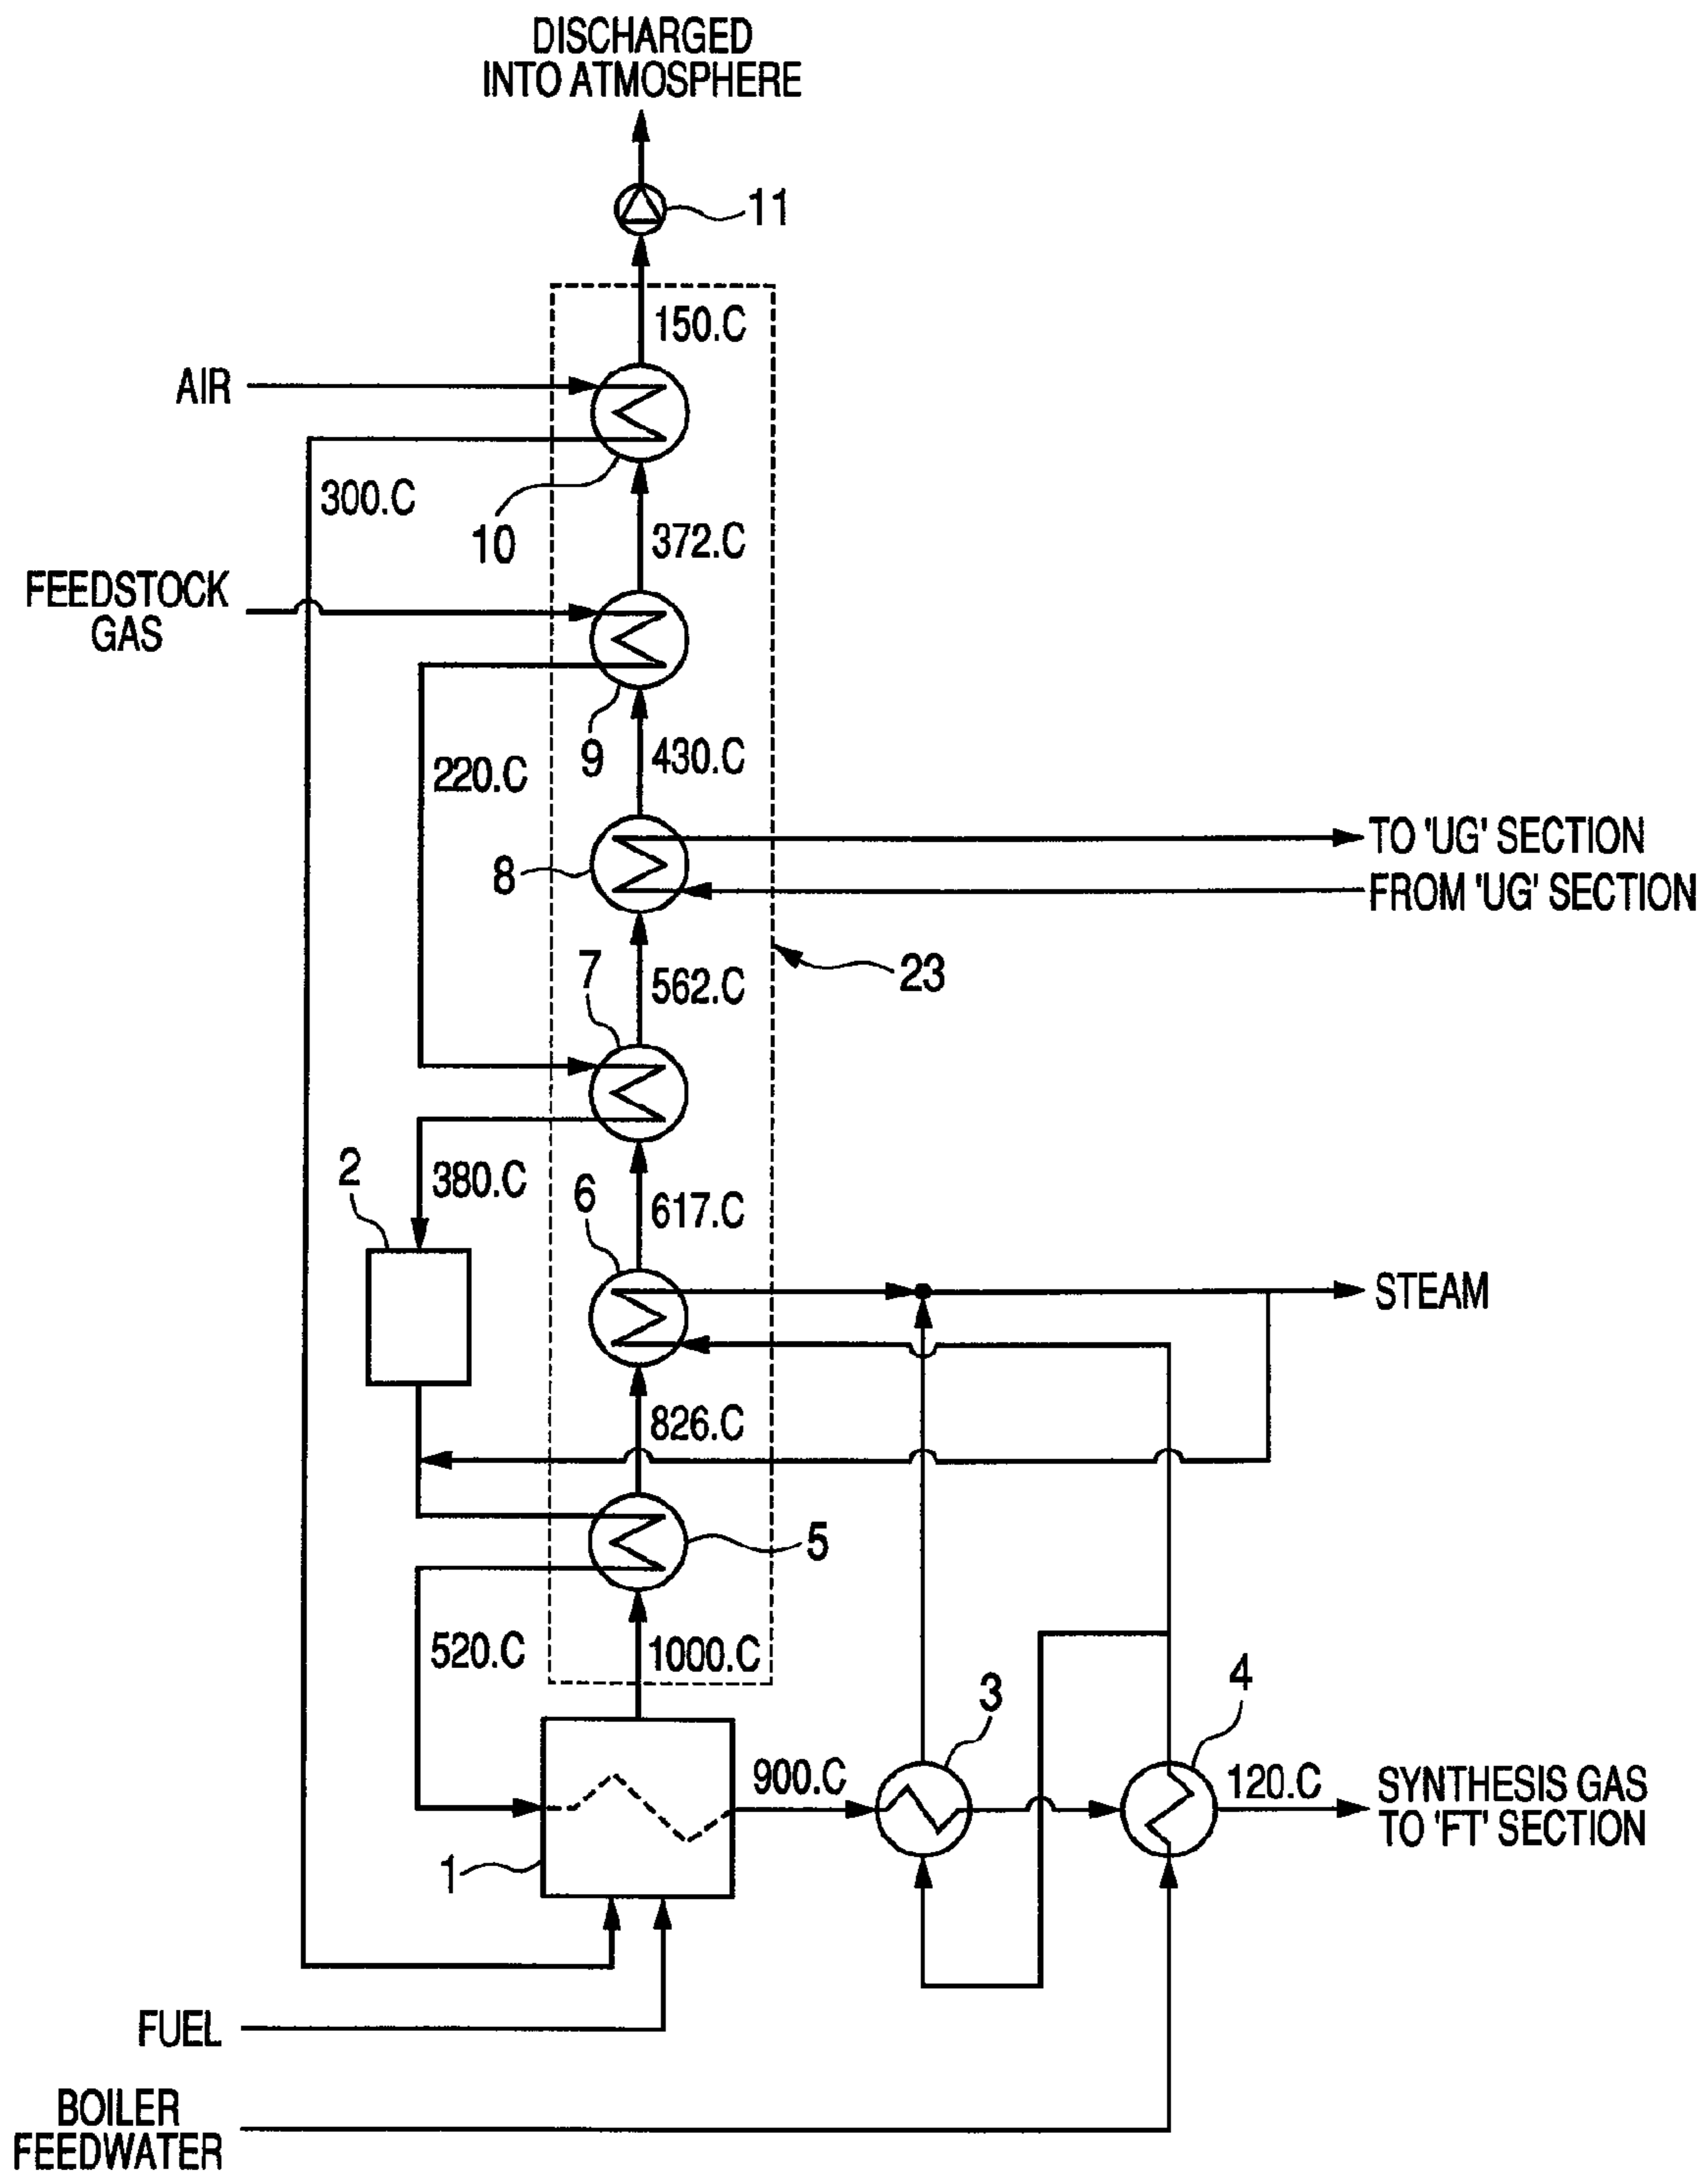 DISCHARGED
INTO ATMOSPHERE
11
150.C
AIR
300.C
10
372.C
FEEDSTOCK
GAS
9
220.C
430.C
TO 'UG' SECTION
8
FROM 'UG' SECTION
7
23
562.C
2
380.C
6
617.C
STEAM
826.C
5
520.C
1000.C
3
4
900.C
120.C
SYNTHESIS GAS
TO 'FT' SECTION
1
FUEL
BOILER
FEEDWATER